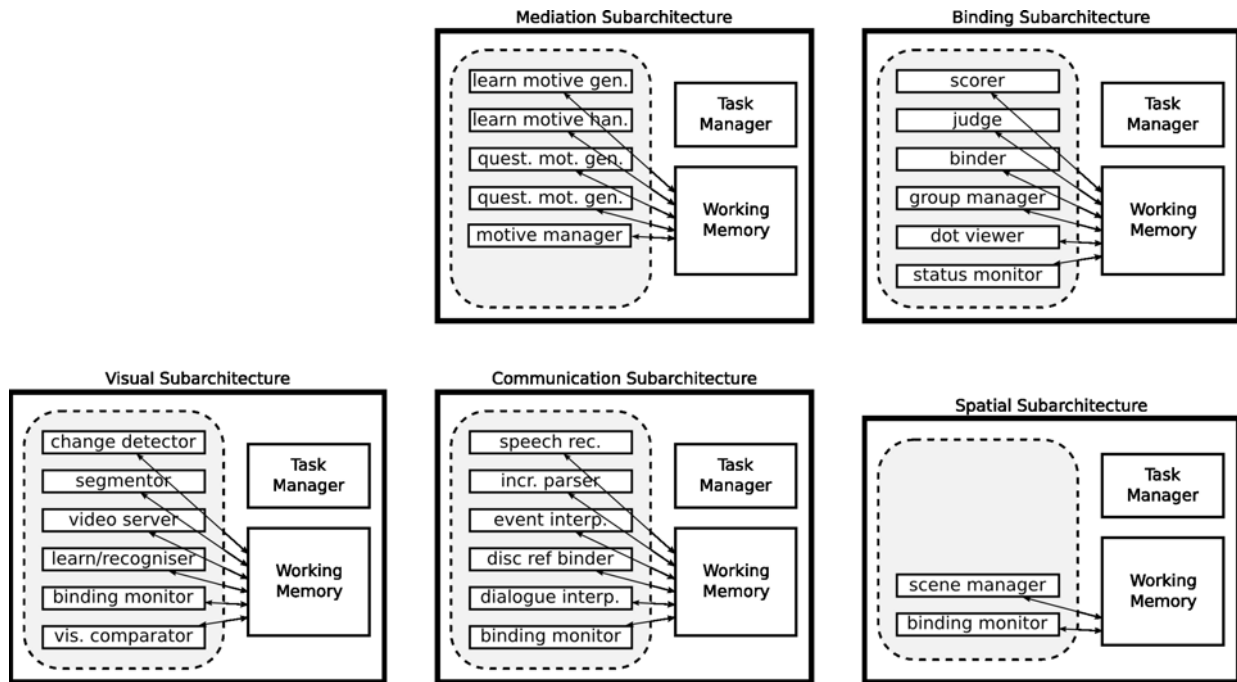 Mediation Subarchitecture
learn motive gen.
learn motive han.
quest. mot. gen.
quest. mot. gen.
motive manager
Task
Manager
Working
Memory
Binding Subarchitecture
scorer
judge
binder
group manager
dot viewer
status monitor
Task
Manager
Working
Memory
Visual Subarchitecture
change detector
segmentor
video server
learn/recogniser
binding monitor
vis. comparator
Task
Manager
Working
Memory
Communication Subarchitecture
speech rec.
incr. parser
event interp.
disc ref binder
dialogue interp.
binding monitor
Task
Manager
Working
Memory
Spatial Subarchitecture
scene manager
binding monitor
Task
Manager
Working
Memory